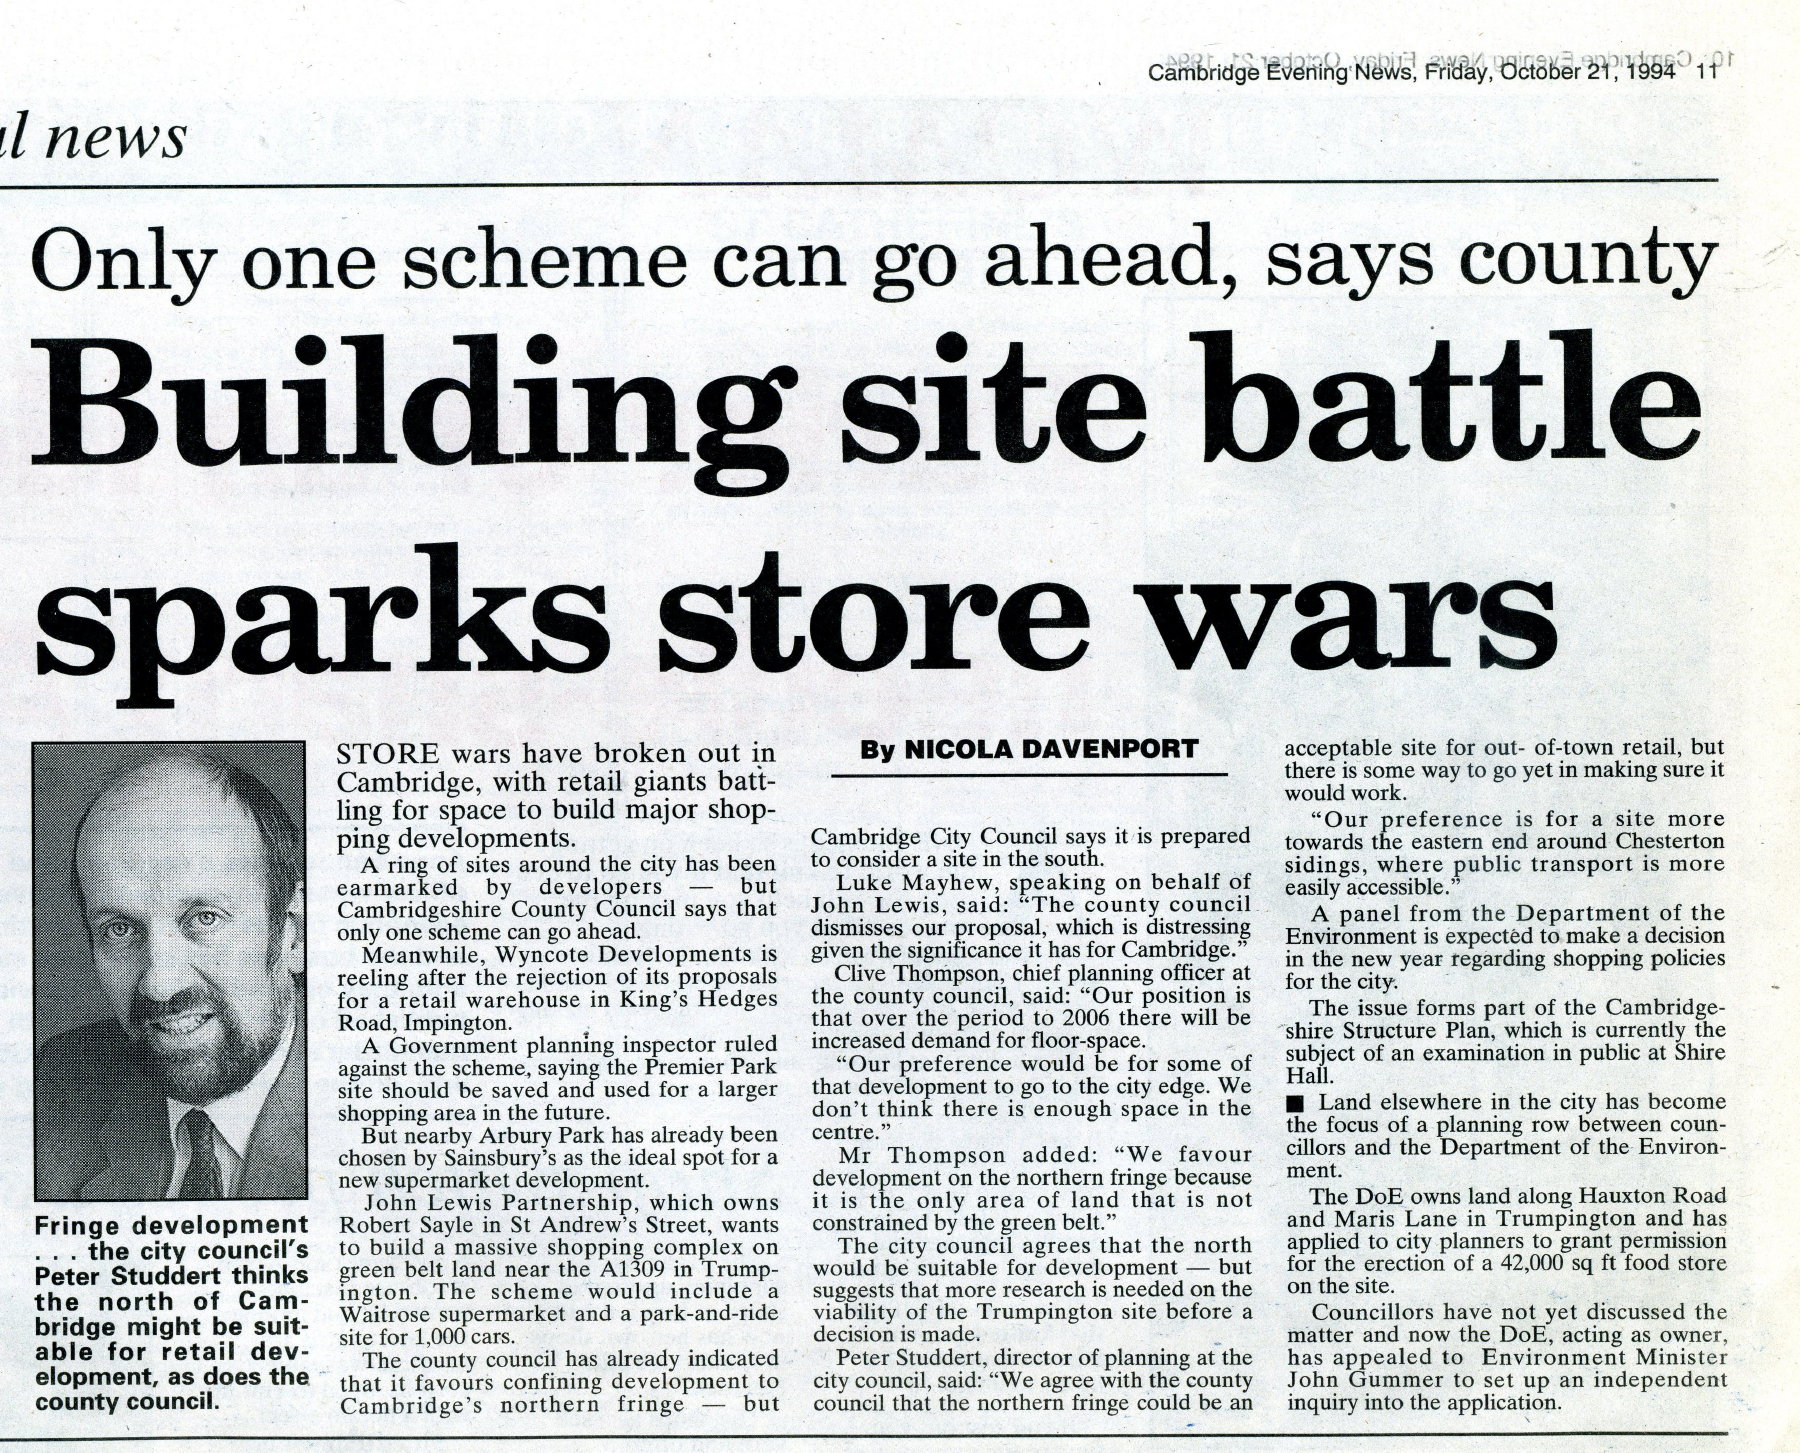 10 Cambridge Evening News, Friday, October 21, 1994
Cambridge Evening News, Friday, October 21, 1994 11
al news
Only one scheme can go ahead, says county
Building site battle
sparks store wars
Fringe development
. . . the city council's
Peter Studdert thinks
the north of Cam-
bridge might be suit-
able for retail dev-
elopment, as does the
county council.
STORE wars have broken out in
Cambridge, with retail giants batt-
ling for space to build major shop-
ping developments.
A ring of sites around the city has been
earmarked by developers — but
Cambridgeshire County Council says that
only one scheme can go ahead.
Meanwhile, Wyncote Developments is
reeling after the rejection of its proposals
for a retail warehouse in King's Hedges
Road, Impington.
A Government planning inspector ruled
against the scheme, saying the Premier Park
site should be saved and used for a larger
shopping area in the future.
But nearby Arbury Park has already been
chosen by Sainsbury's as the ideal spot for a
new supermarket development.
John Lewis Partnership, which owns
Robert Sayle in St Andrew's Street, wants
to build a massive shopping complex on
green belt land near the A1309 in Trump-
ington. The scheme would include a
Waitrose supermarket and a park-and-ride
site for 1,000 cars.
The county council has already indicated
that it favours confining development to
Cambridge's northern fringe — but
By NICOLA DAVENPORT
Cambridge City Council says it is prepared
to consider a site in the south.
Luke Mayhew, speaking on behalf of
John Lewis, said: “The county council
dismisses our proposal, which is distressing
given the significance it has for Cambridge.”
Clive Thompson, chief planning officer at
the county council, said: “Our position is
that over the period to 2006 there will be
increased demand for floor-space.
“Our preference would be for some of
that development to go to the city edge. We
don't think there is enough space in the
centre.”
Mr Thompson added: “We favour
development on the northern fringe because
it is the only area of land that is not
constrained by the green belt.”
The city council agrees that the north
would be suitable for development — but
suggests that more research is needed on the
viability of the Trumpington site before a
decision is made.
Peter Studdert, director of planning at the
city council, said: “We agree with the county
council that the northern fringe could be an
acceptable site for out- of-town retail, but
there is some way to go yet in making sure it
would work.
“Our preference is for a site more
towards the eastern end around Chesterton
sidings, where public transport is more
easily accessible.”
A panel from the Department of the
Environment is expected to make a decision
in the new year regarding shopping policies
for the city.
The issue forms part of the Cambridge-
shire Structure Plan, which is currently the
subject of an examination in public at Shire
Hall.
■ Land elsewhere in the city has become
the focus of a planning row between coun-
cillors and the Department of the Environ-
ment.
The DoE owns land along Hauxton Road
and Maris Lane in Trumpington and has
applied to city planners to grant permission
for the erection of a 42,000 sq ft food store
on the site.
Councillors have not yet discussed the
matter and now the DoE, acting as owner,
has appealed to Environment Minister
John Gummer to set up an independent
inquiry into the application.